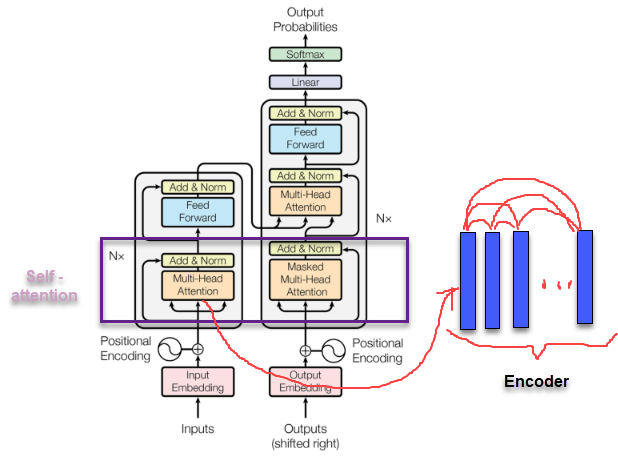 Output
Probabilities
Softmax
Linear
Add & Norm
Feed
Forward
Add & Norm
Multi-Head
Attention
Nx
Add & Norm
Masked
Multi-Head
Attention
Add & Norm
Feed
Forward
Nx
Add & Norm
Multi-Head
Attention
Self -
attention
Positional
Encoding
Positional
Encoding
Input
Embedding
Output
Embedding
Inputs
Outputs
(shifted right)
Encoder